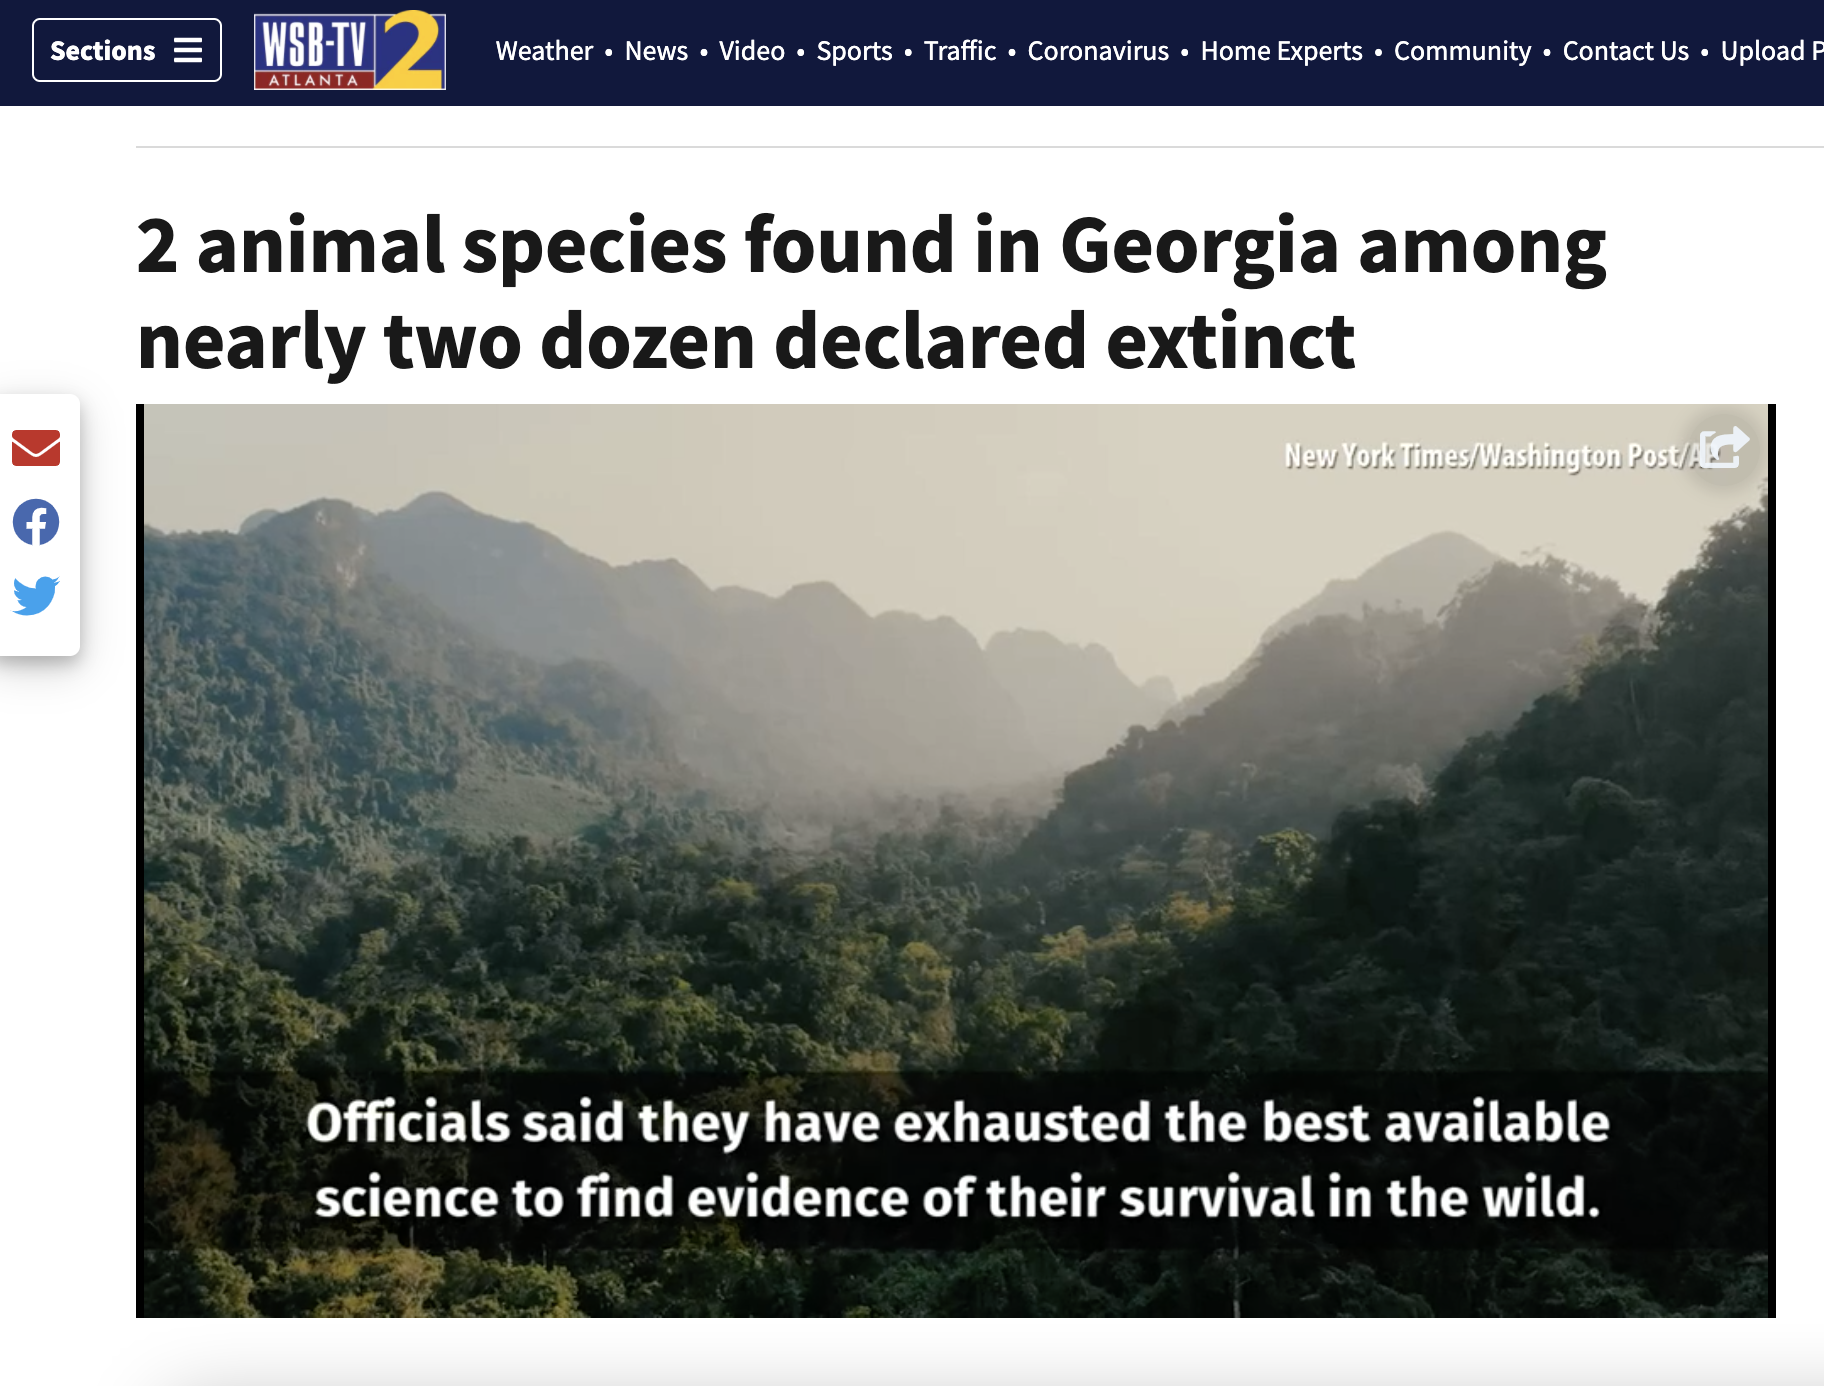 Sections
WSB-TV 2
ATLANTA
Weather • News • Video • Sports • Traffic • Coronavirus • Home Experts • Community • Contact Us • Upload P
2 animal species found in Georgia among
nearly two dozen declared extinct
New York Times/Washington Post/A
Officials said they have exhausted the best available
science to find evidence of their survival in the wild.